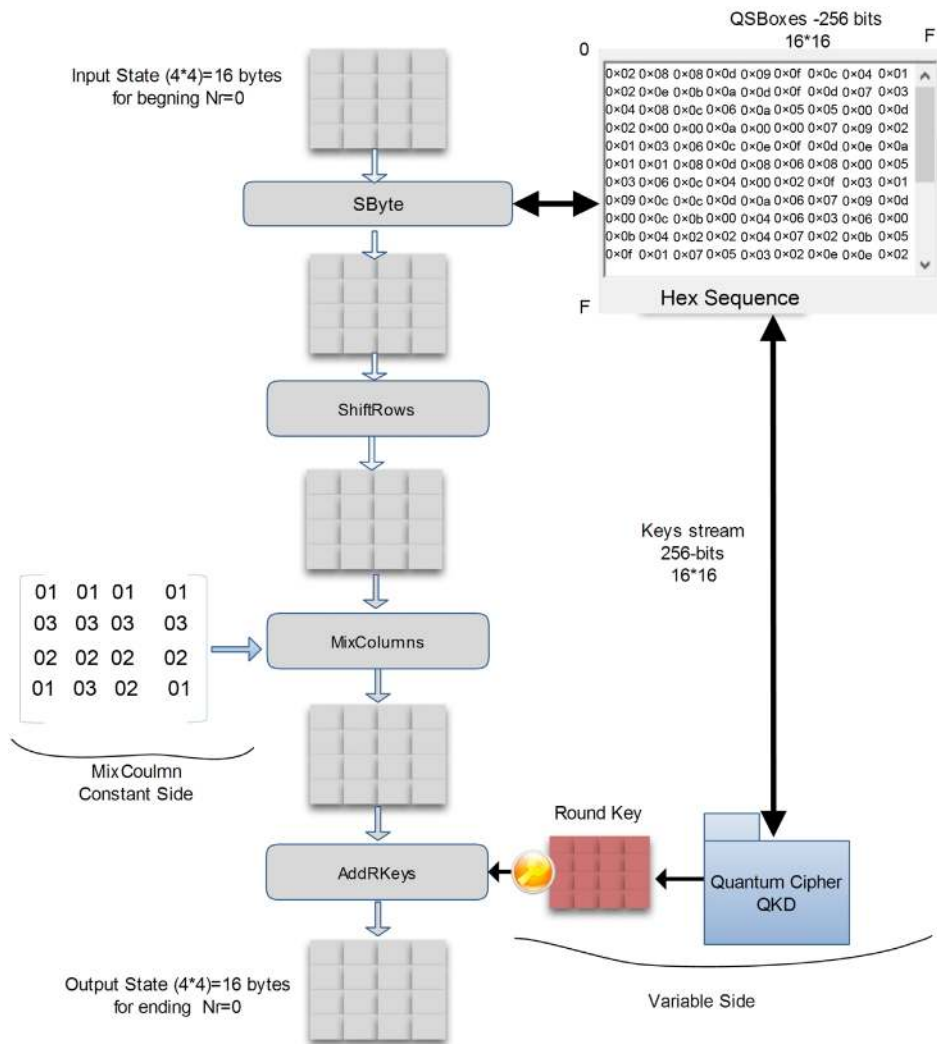 QSBoxes -256 bits
16*16
0
F
Input State (4*4)=16 bytes
for begning Nr=0
0×02 0×08 0×08 0×0d 0×09 0×0f 0×0c 0×04 0×01
0×02 0×0e 0×0b 0×0a 0×0d 0×0f 0×0d 0×07 0×03
0×04 0×08 0×0c 0×06 0×0a 0×05 0×05 0×00 0×0d
0×02 0×00 0×00 0×0a 0×00 0×00 0×07 0×09 0×02
0×01 0×03 0×06 0×0c 0×0e 0×0f 0×0d 0×0e 0×0a
0×01 0×01 0×08 0×0d 0×08 0×06 0×08 0×00 0×05
0×03 0×06 0×0c 0×04 0×00 0×02 0×0f 0×03 0×01
0×09 0×0c 0×0c 0×0d 0×0a 0×06 0×07 0×09 0×0d
0×00 0×0c 0×0b 0×00 0×04 0×06 0×03 0×06 0×00
0×0b 0×04 0×02 0×02 0×04 0×07 0×02 0×0b 0×05
0×0f 0×01 0×07 0×05 0×03 0×02 0×0e 0×0e 0×02
F
Hex Sequence
SByte
ShiftRows
Keys stream
256-bits
16*16
01 01 01 01
03 03 03 03
02 02 02 02
01 03 02 01
MixColumns
MixCoulmn
Constant Side
Round Key
AddRKeys
Quantum Cipher
QKD
Output State (4*4)=16 bytes
for ending Nr=0
Variable Side